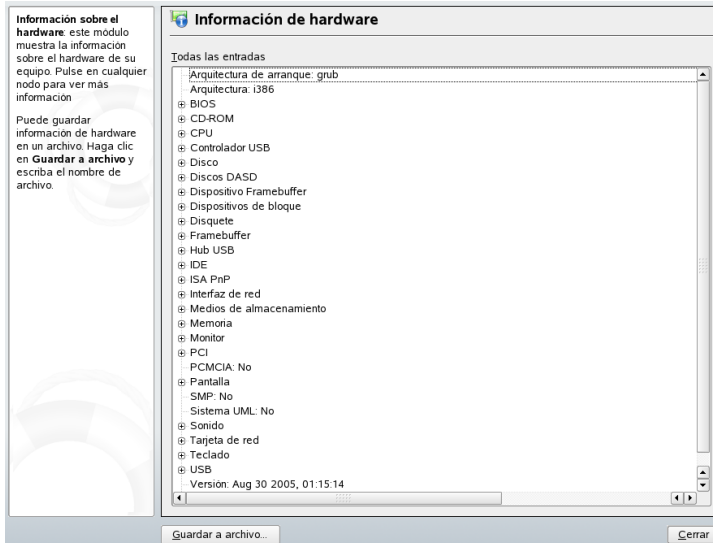 Información sobre el
hardware: este módulo
muestra la información
sobre el hardware de su
equipo. Pulse en cualquier
nodo para ver más
información
Puede guardar
información de hardware
en un archivo. Haga clic
en Guardar a archivo y
escriba el nombre de
archivo.
Información de hardware
Todas las entradas
Arquitectura de arranque: grub
Arquitectura: i386
BIOS
CD-ROM
CPU
Controlador USB
Disco
Discos DASD
Dispositivo Framebuffer
Dispositivos de bloque
Disquete
Framebuffer
Hub USB
IDE
ISA PnP
Interfaz de red
Medios de almacenamiento
Memoria
Monitor
PCI
PCMCIA: No
Pantalla
SMP: No
Sistema UML: No
Sonido
Tarjeta de red
Teclado
USB
Versión: Aug 30 2005, 01:15:14
Guardar a archivo...
Cerrar